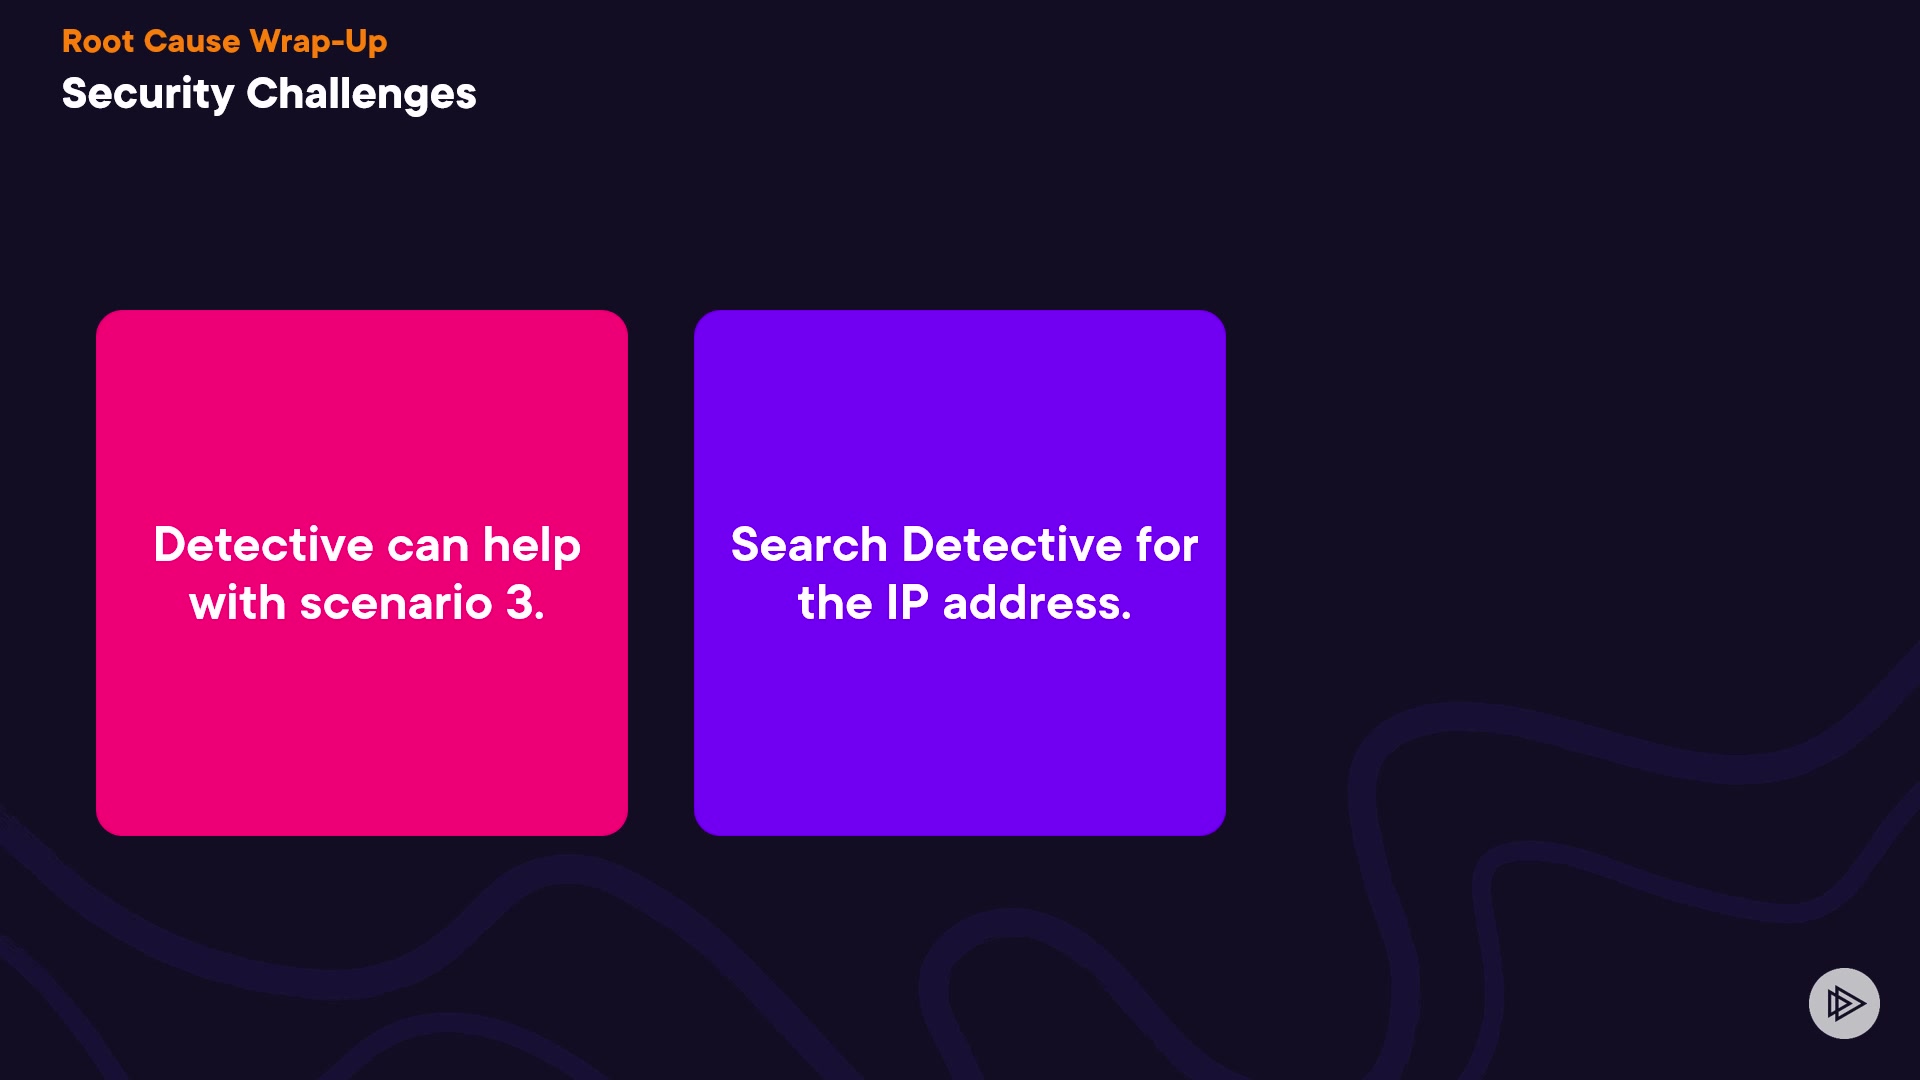 Root Cause Wrap-Up
Security Challenges
Detective can help
with scenario 3.
Search Detective for
the IP address.